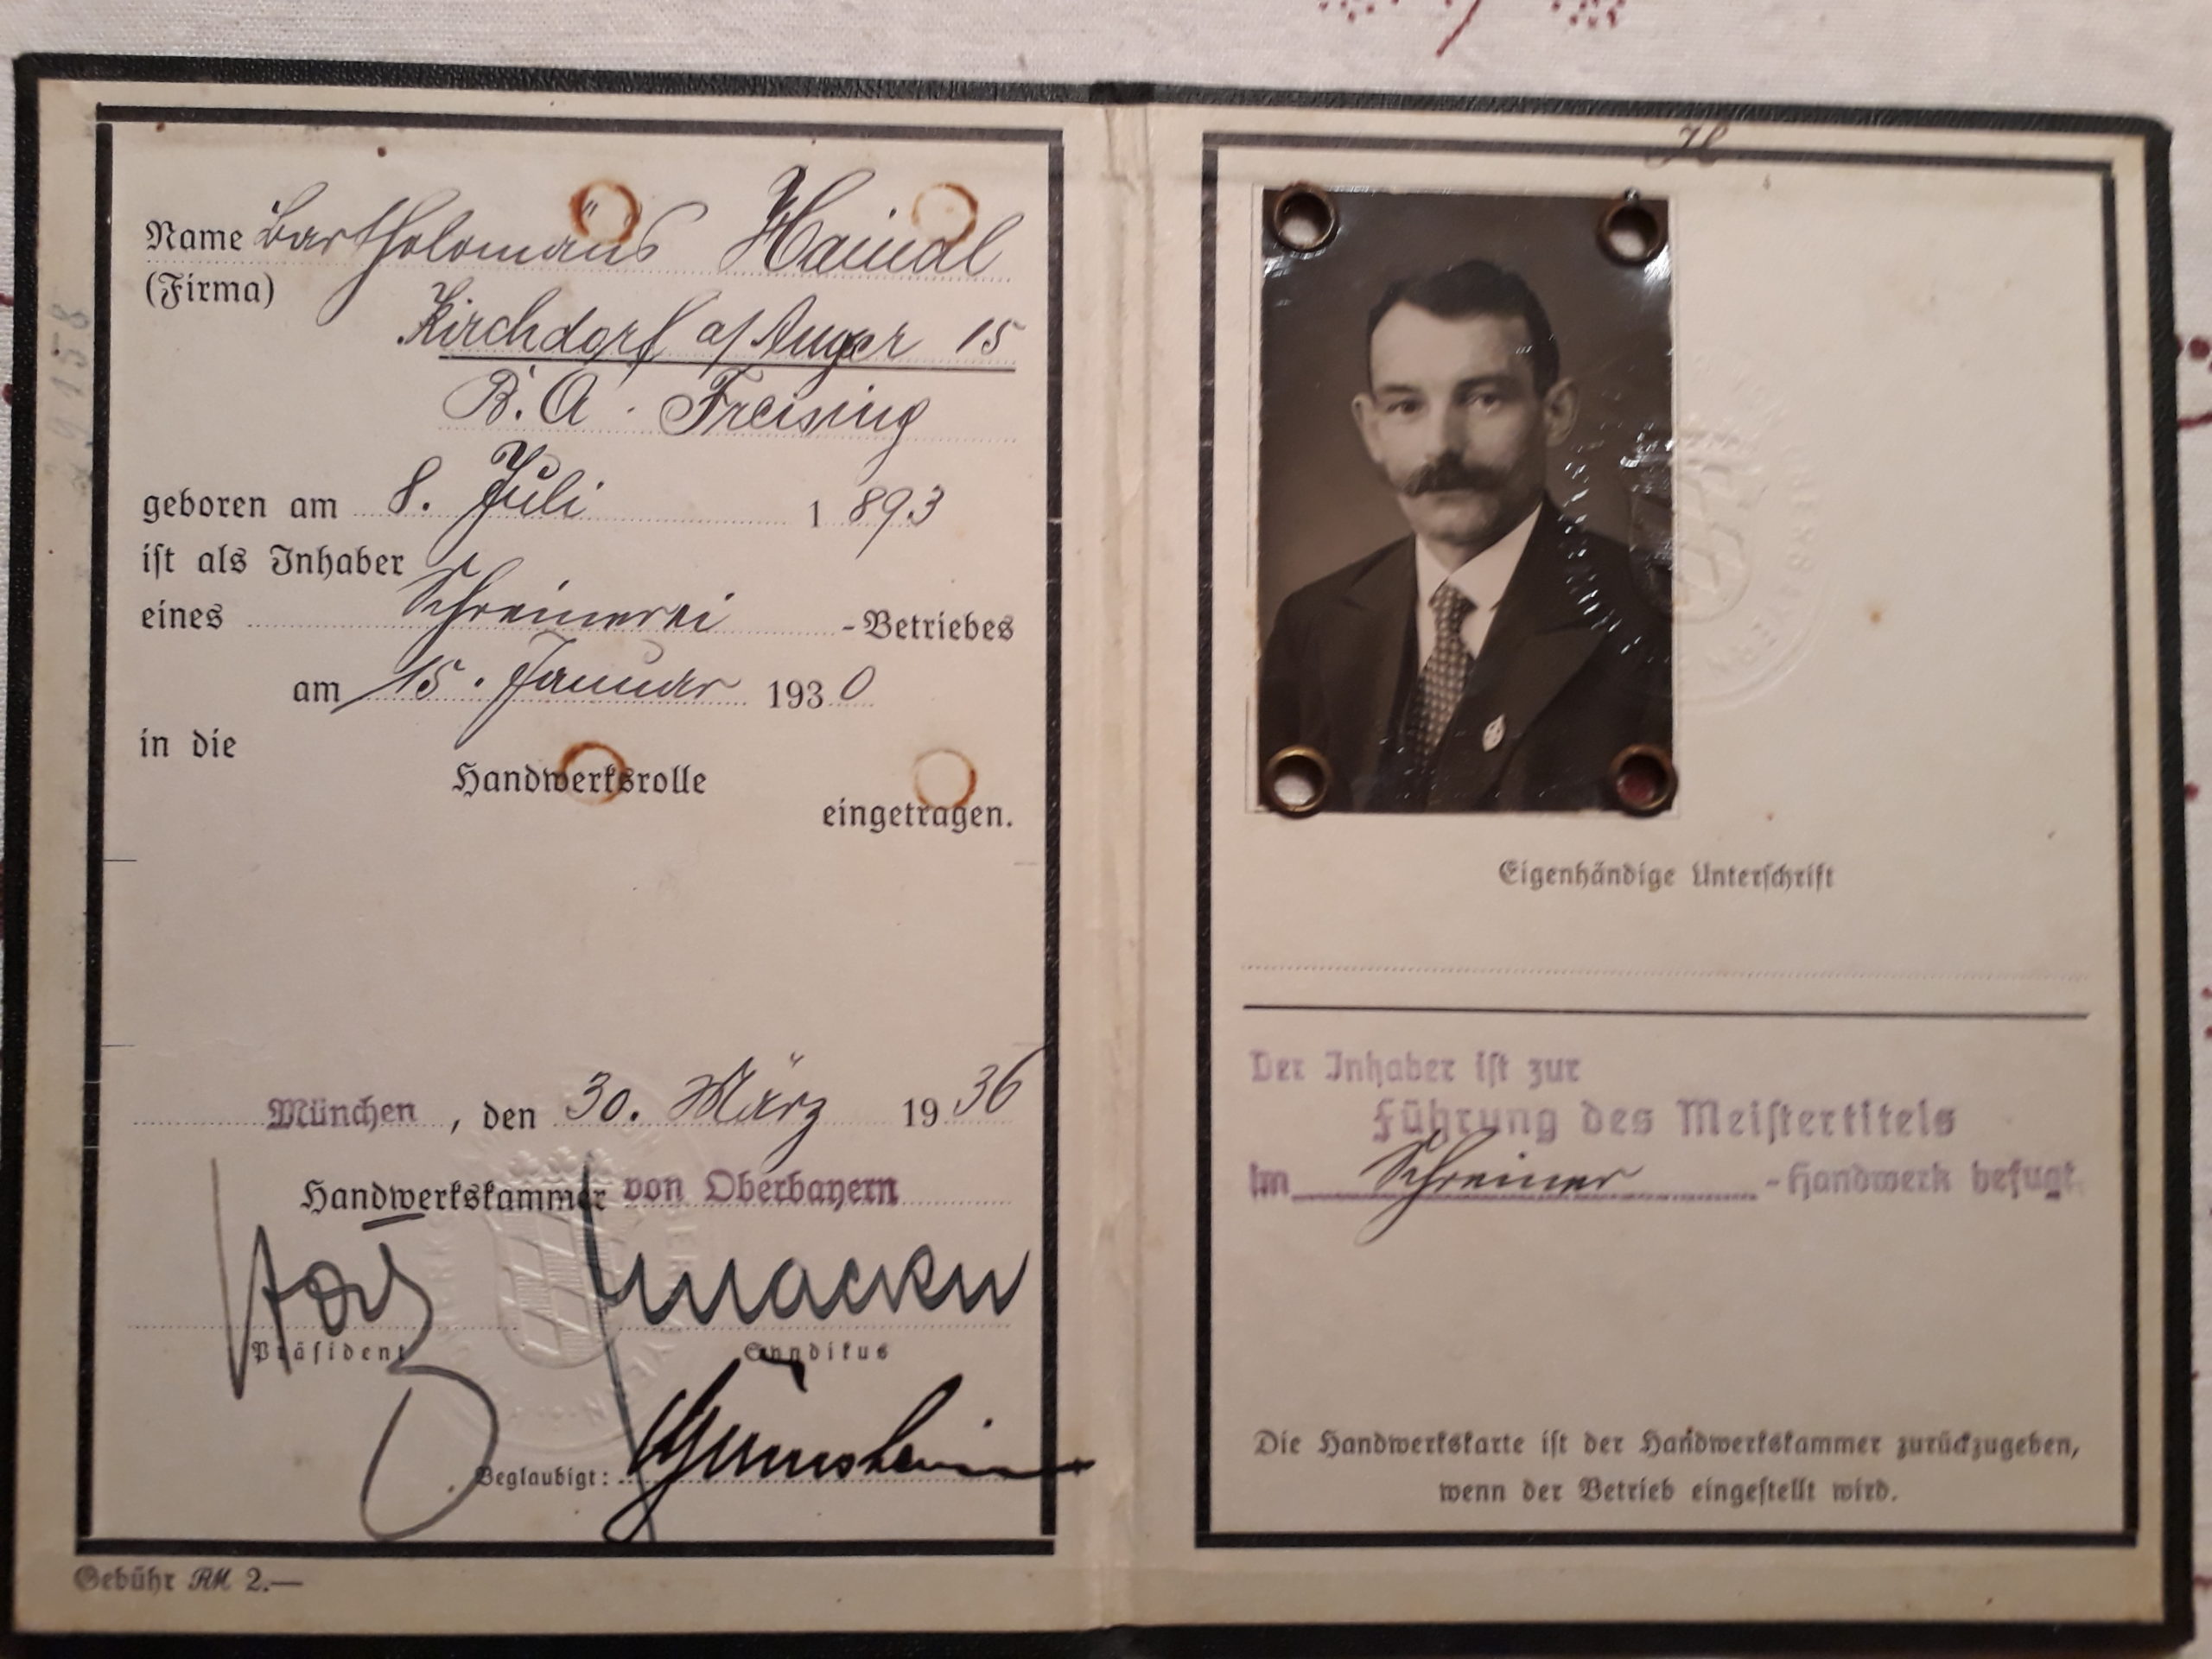 Name Bartholomäus Haindl
(Firma)
Kirchdorf a/ Amper 15
B. A. Freising
geboren am 8. Juli 1893
ist als Inhaber
eines Schreinerei -Betriebes
am 15. Januar 1930
in die
Handwerksrolle
eingetragen.
München, den 30. März 1936
Handwerkskammer von Oberbayern
Präsident Syndikus
Beglaubigt:
Gebühr RM 2.—
29158
H
Eigenhändige Unterschrift
Der Inhaber ist zur
Führung des Meistertitels
im Schreiner -Handwerk befugt.
Die Handwerkskarte ist der Handwerkskammer zurückzugeben,
wenn der Betrieb eingestellt wird.